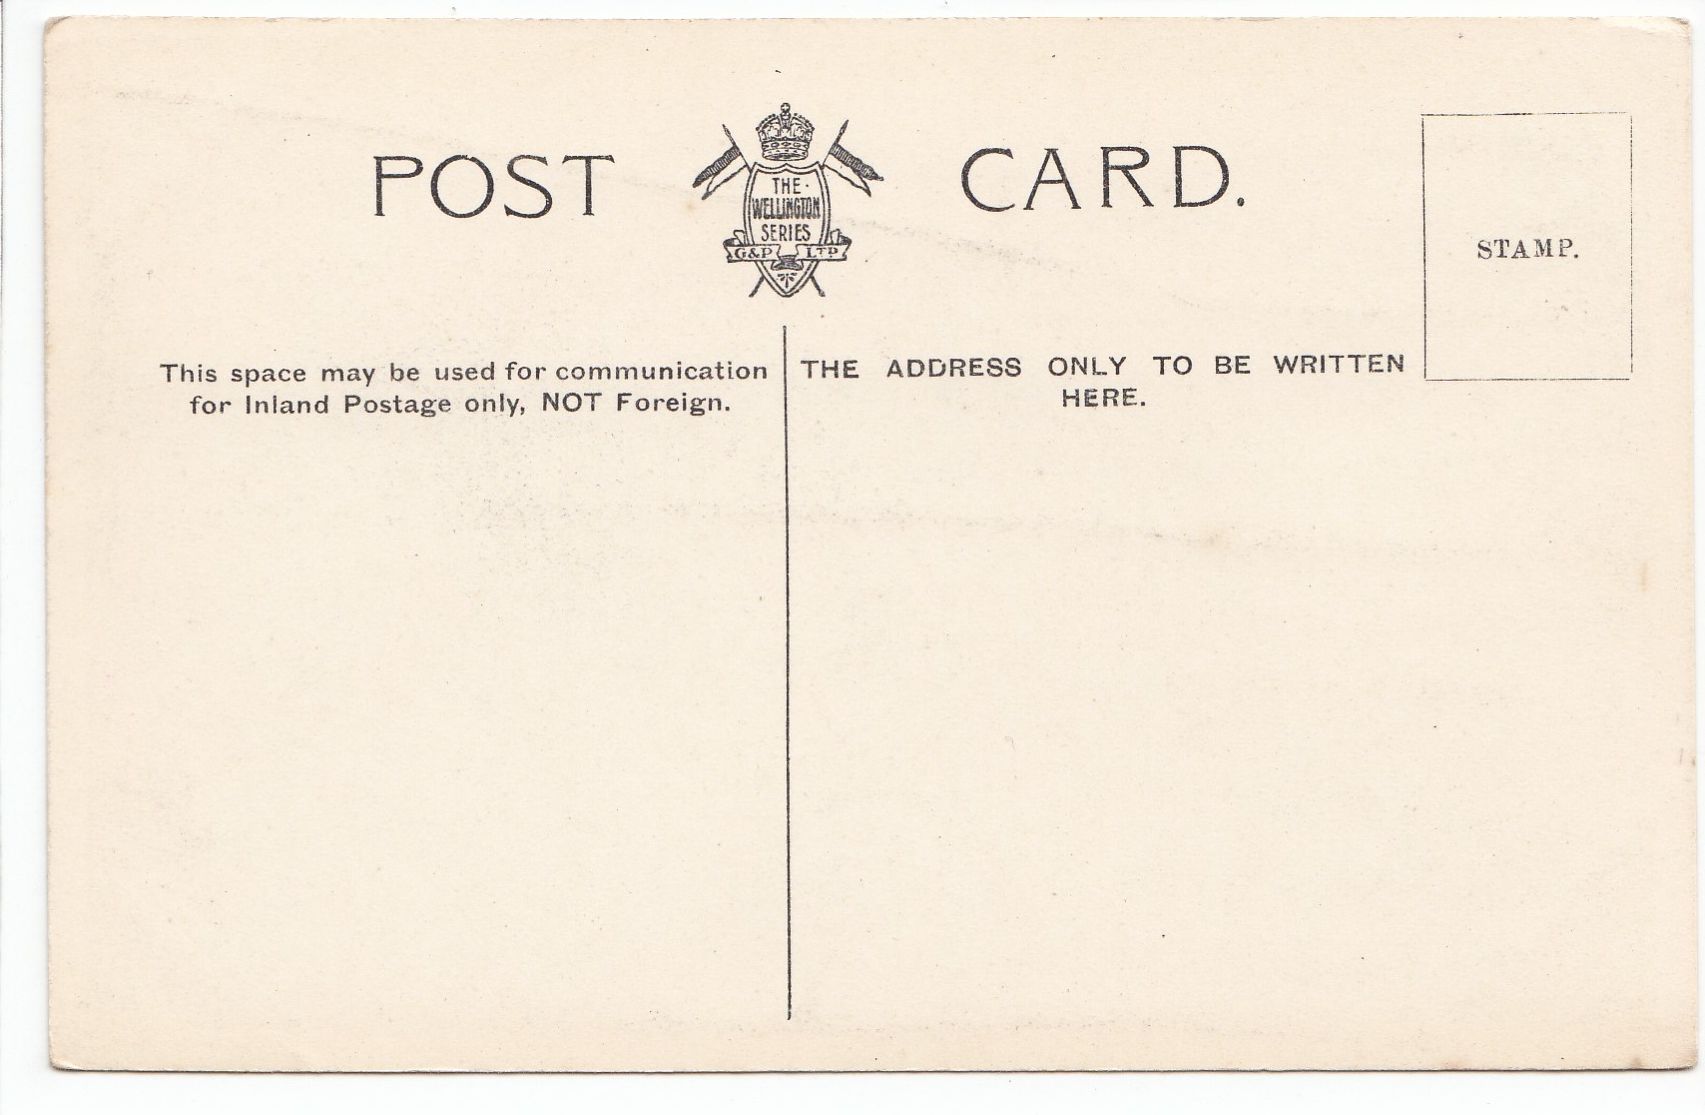 POST CARD.
THE
WELLINGTON
SERIES
G&P LTD
STAMP.
This space may be used for communication
for Inland Postage only, NOT Foreign.
THE ADDRESS ONLY TO BE WRITTEN
HERE.